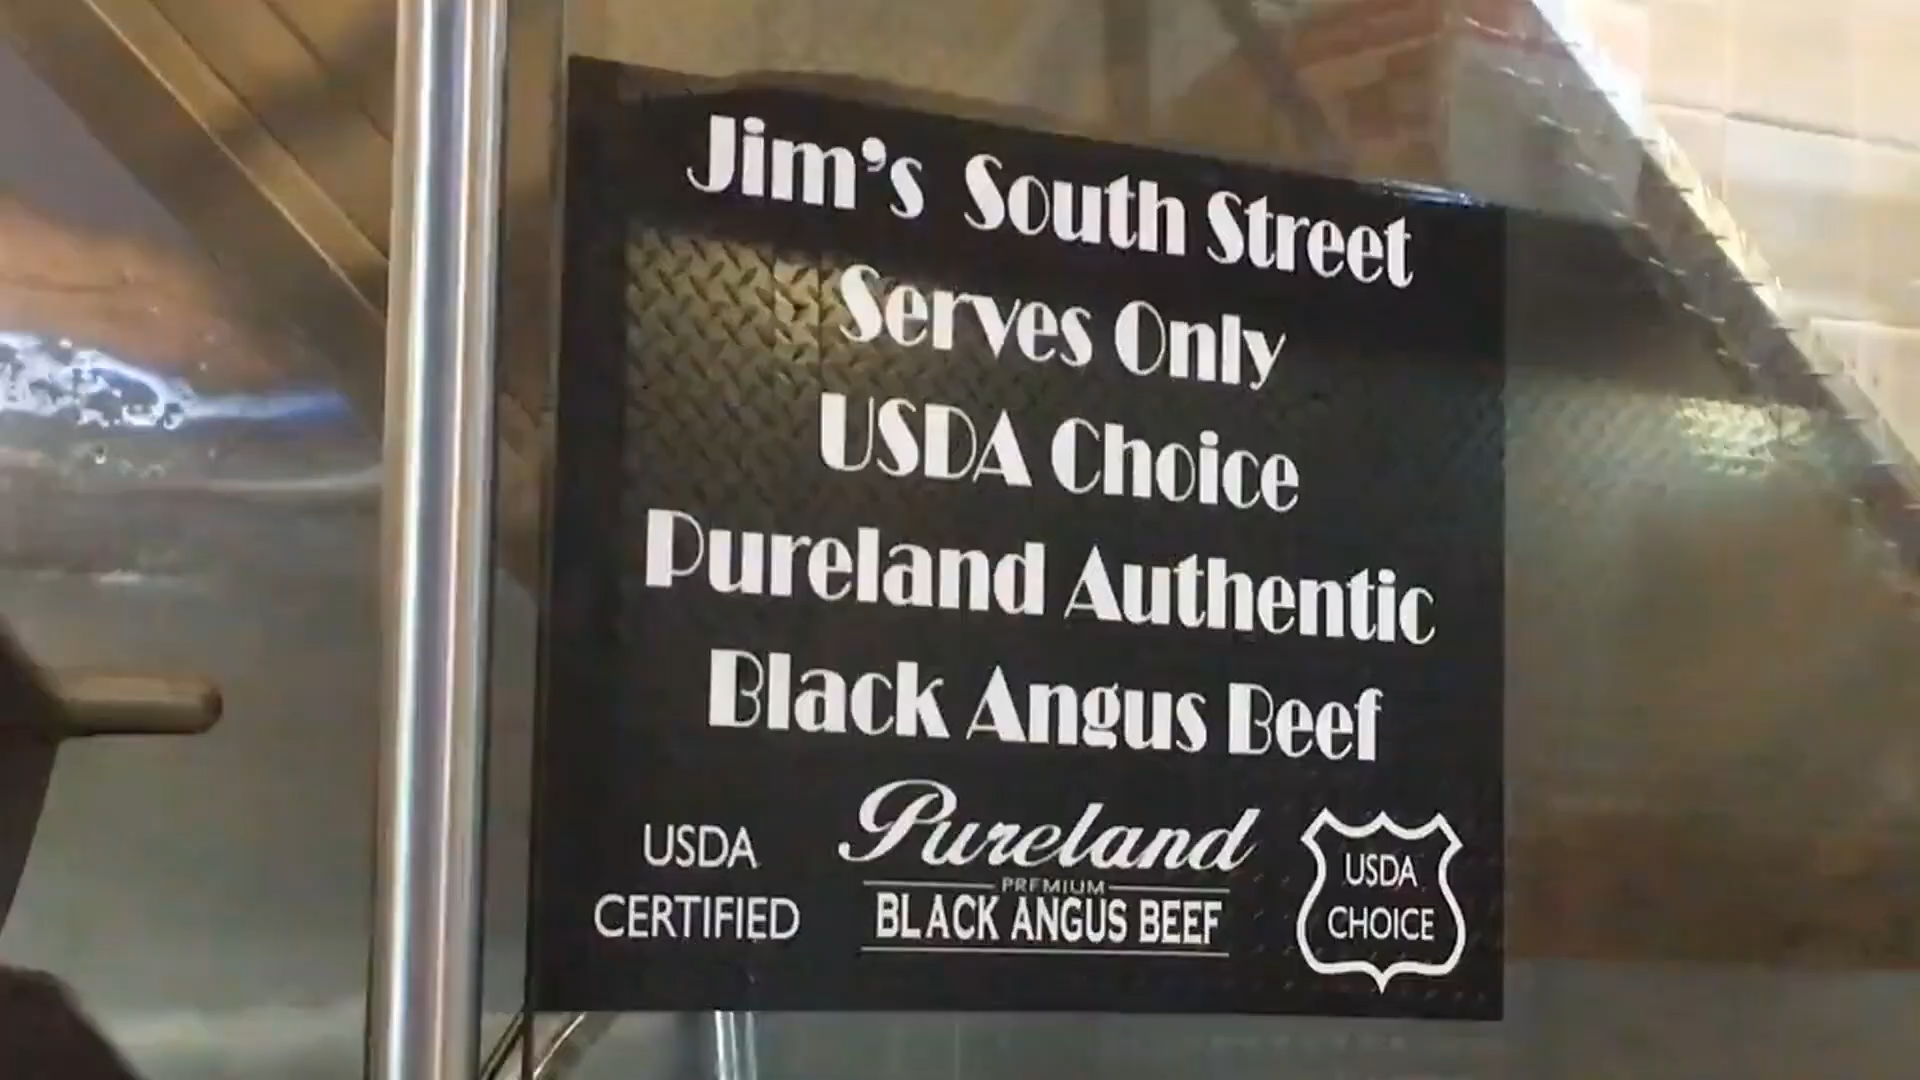 Jim's South Street
Serves Only
USDA Choice
Pureland Authentic
Black Angus Beef
USDA
CERTIFIED
Pureland
PREMIUM
BLACK ANGUS BEEF
USDA
CHOICE